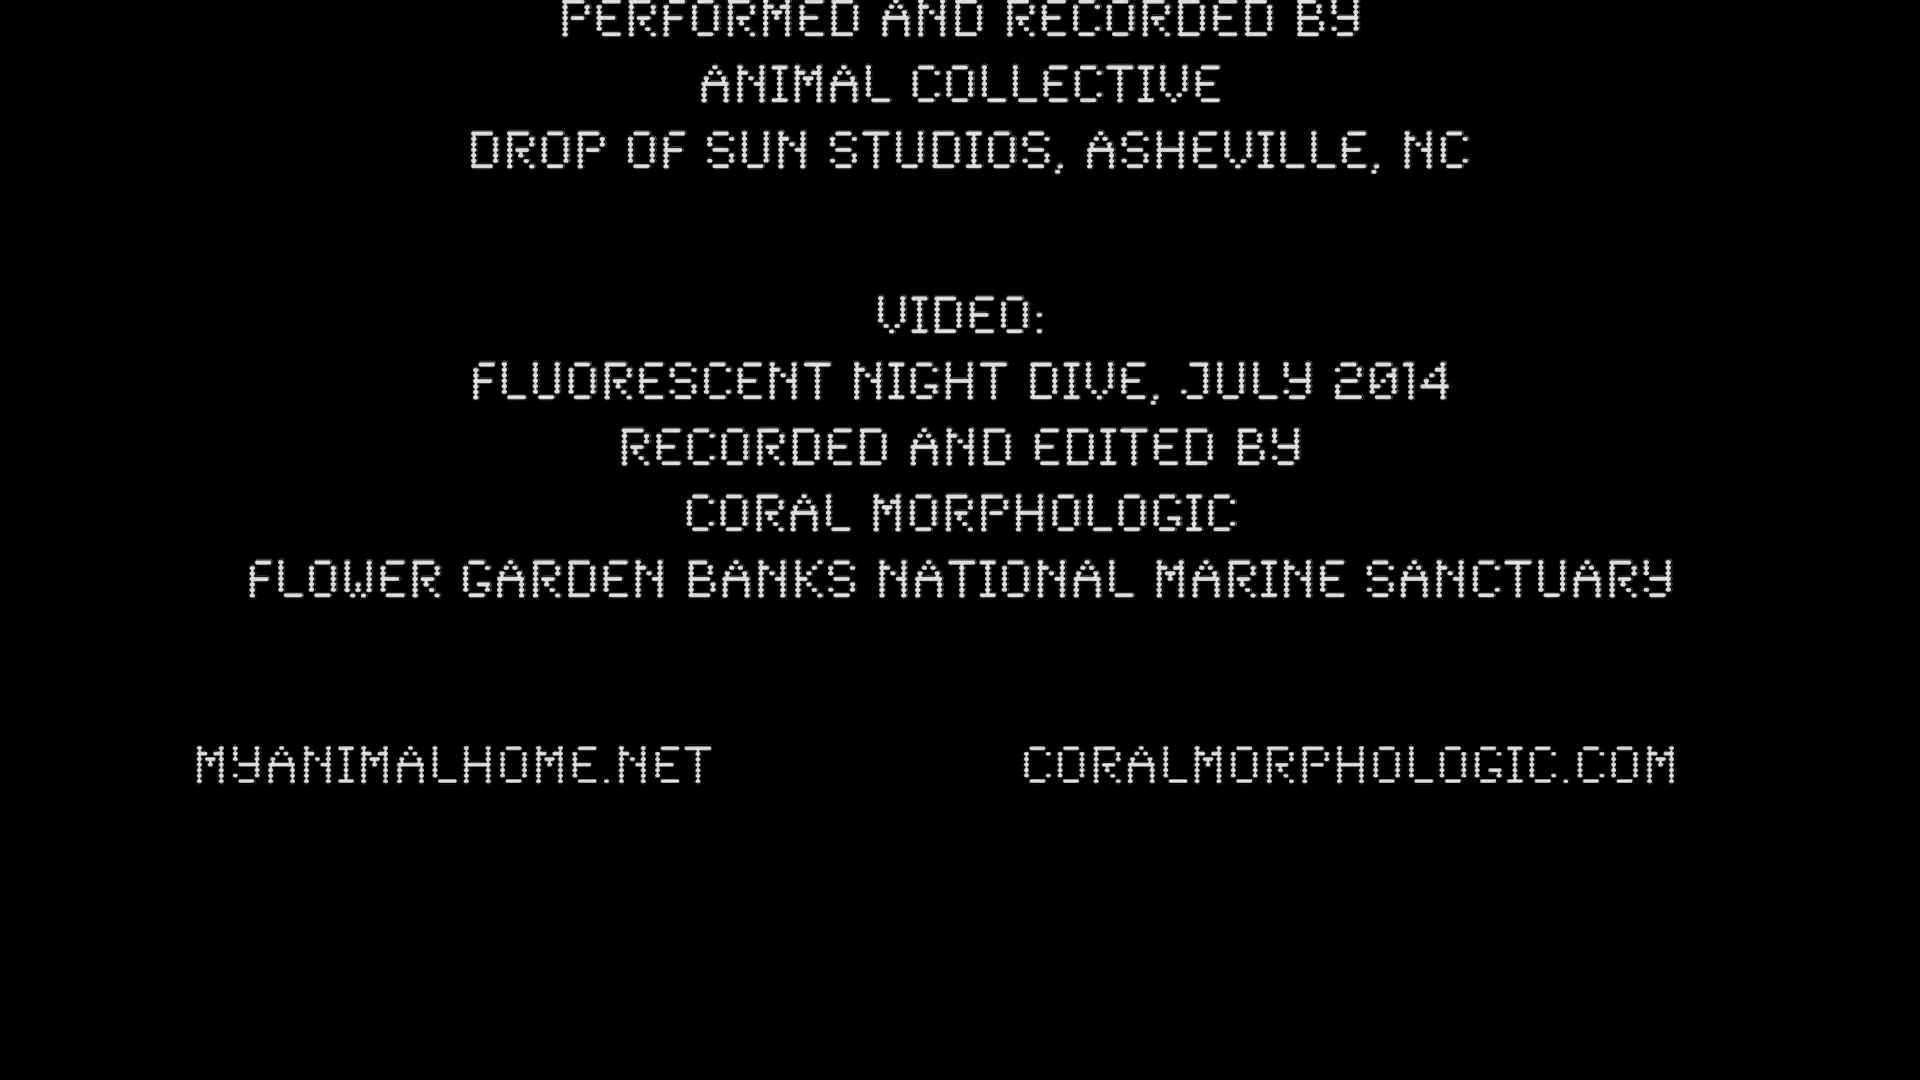 PERFORMED AND RECORDED BY
ANIMAL COLLECTIVE
DROP OF SUN STUDIOS, ASHEVILLE, NC
VIDEO:
FLUORESCENT NIGHT DIVE, JULY 2014
RECORDED AND EDITED BY
CORAL MORPHOLOGIC
FLOWER GARDEN BANKS NATIONAL MARINE SANCTUARY
MYANIMALHOME.NET CORALMORPHOLOGIC.COM